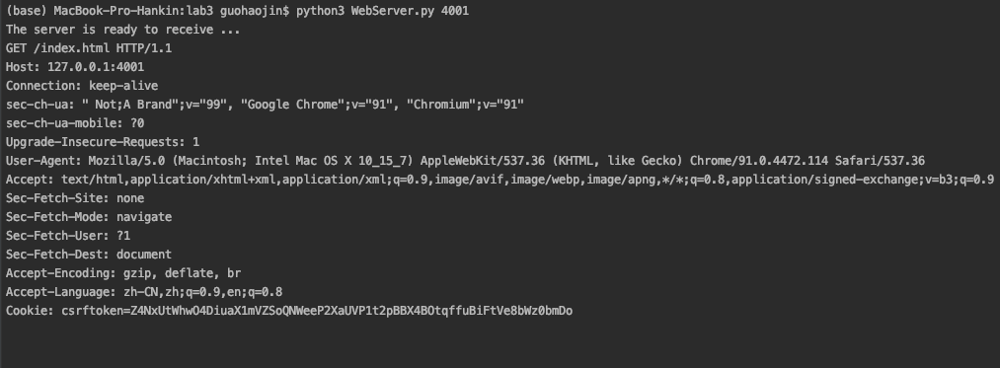 (base) MacBook-Pro-Hankin:lab3 guohaojin$ python3 WebServer.py 4001
The server is ready to receive ...
GET /index.html HTTP/1.1
Host: 127.0.0.1:4001
Connection: keep-alive
sec-ch-ua: " Not;A Brand";v="99", "Google Chrome";v="91", "Chromium";v="91"
sec-ch-ua-mobile: ?0
Upgrade-Insecure-Requests: 1
User-Agent: Mozilla/5.0 (Macintosh; Intel Mac OS X 10_15_7) AppleWebKit/537.36 (KHTML, like Gecko) Chrome/91.0.4472.114 Safari/537.36
Accept: text/html,application/xhtml+xml,application/xml;q=0.9,image/avif,image/webp,image/apng,*/*;q=0.8,application/signed-exchange;v=b3;q=0.9
Sec-Fetch-Site: none
Sec-Fetch-Mode: navigate
Sec-Fetch-User: ?1
Sec-Fetch-Dest: document
Accept-Encoding: gzip, deflate, br
Accept-Language: zh-CN,zh;q=0.9,en;q=0.8
Cookie: csrftoken=Z4NxUtWhwO4DiuaX1mVZSoQNWeeP2XaUVP1t2pBBX4BOtqffuBiFtVe8bWz0bmDo